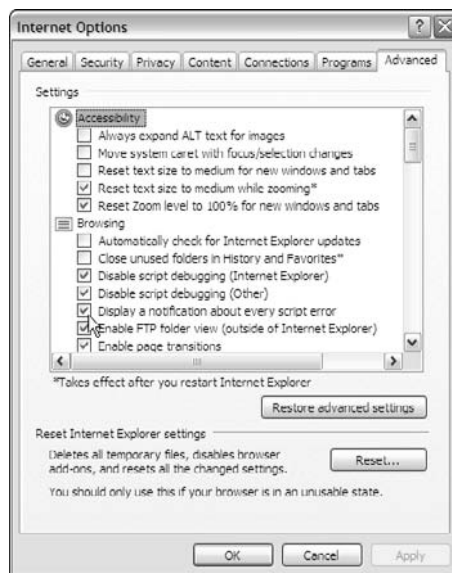 Internet Options
General
Security
Privacy
Content
Connections
Programs
Advanced
Settings
Accessibility
Always expand ALT text for images
Move system caret with focus/selection changes
Reset text size to medium for new windows and tabs
Reset text size to medium while zooming*
Reset Zoom level to 100% for new windows and tabs
Browsing
Automatically check for Internet Explorer updates
Close unused folders in History and Favorites*
Disable script debugging (Internet Explorer)
Disable script debugging (Other)
Display a notification about every script error
Enable FTP folder view (outside of Internet Explorer)
Enable page transitions
*Takes effect after you restart Internet Explorer
Restore advanced settings
Reset Internet Explorer settings
Deletes all temporary files, disables browser
add-ons, and resets all the changed settings.
Reset...
You should only use this if your browser is in an unusable state.
OK
Cancel
Apply